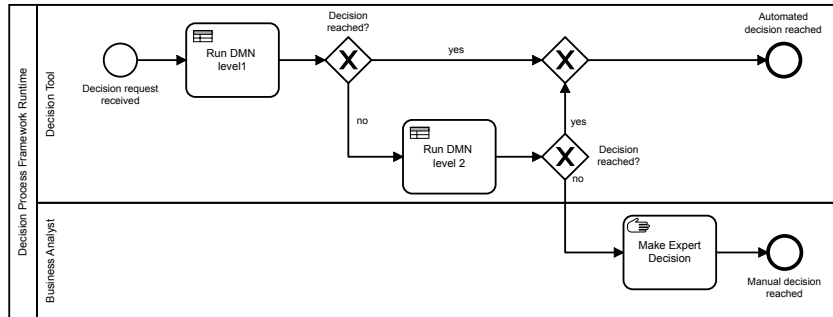 Decision Process Framework Runtime
Decision Tool
Business Analyst
Decision request
received
Run DMN
level1
Decision
reached?
yes
no
Run DMN
level 2
yes
Decision
reached?
no
Automated
decision reached
Make Expert
Decision
Manual decision
reached